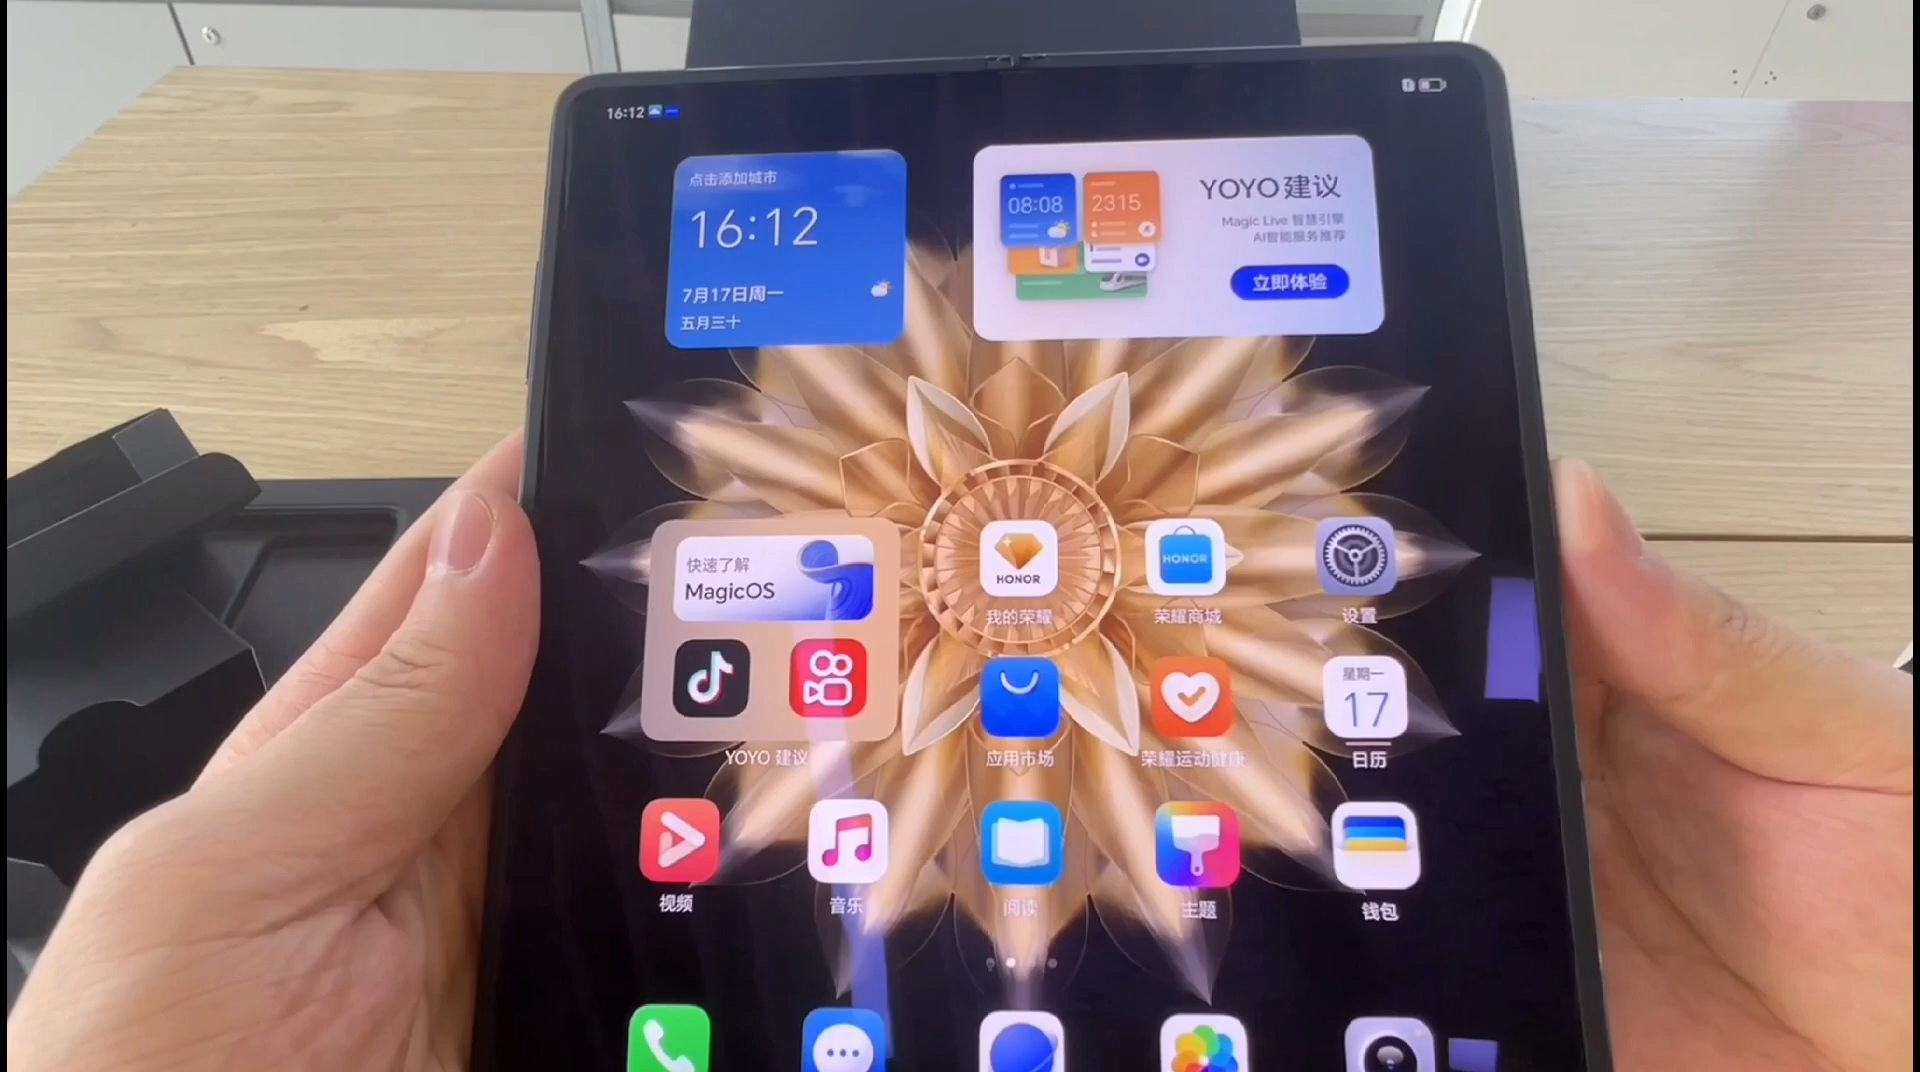 16:12
点击添加城市
16:12
7月17日周一
五月三十
08:08
2315
YOYO建议
Magic Live 智慧引擎
AI智能服务推荐
立即体验
快速了解
MagicOS
YOYO 建议
HONOR
我的荣耀
HONOR
荣耀商城
设置
应用市场
荣耀运动健康
星期一
17
日历
视频
音乐
阅读
主题
钱包